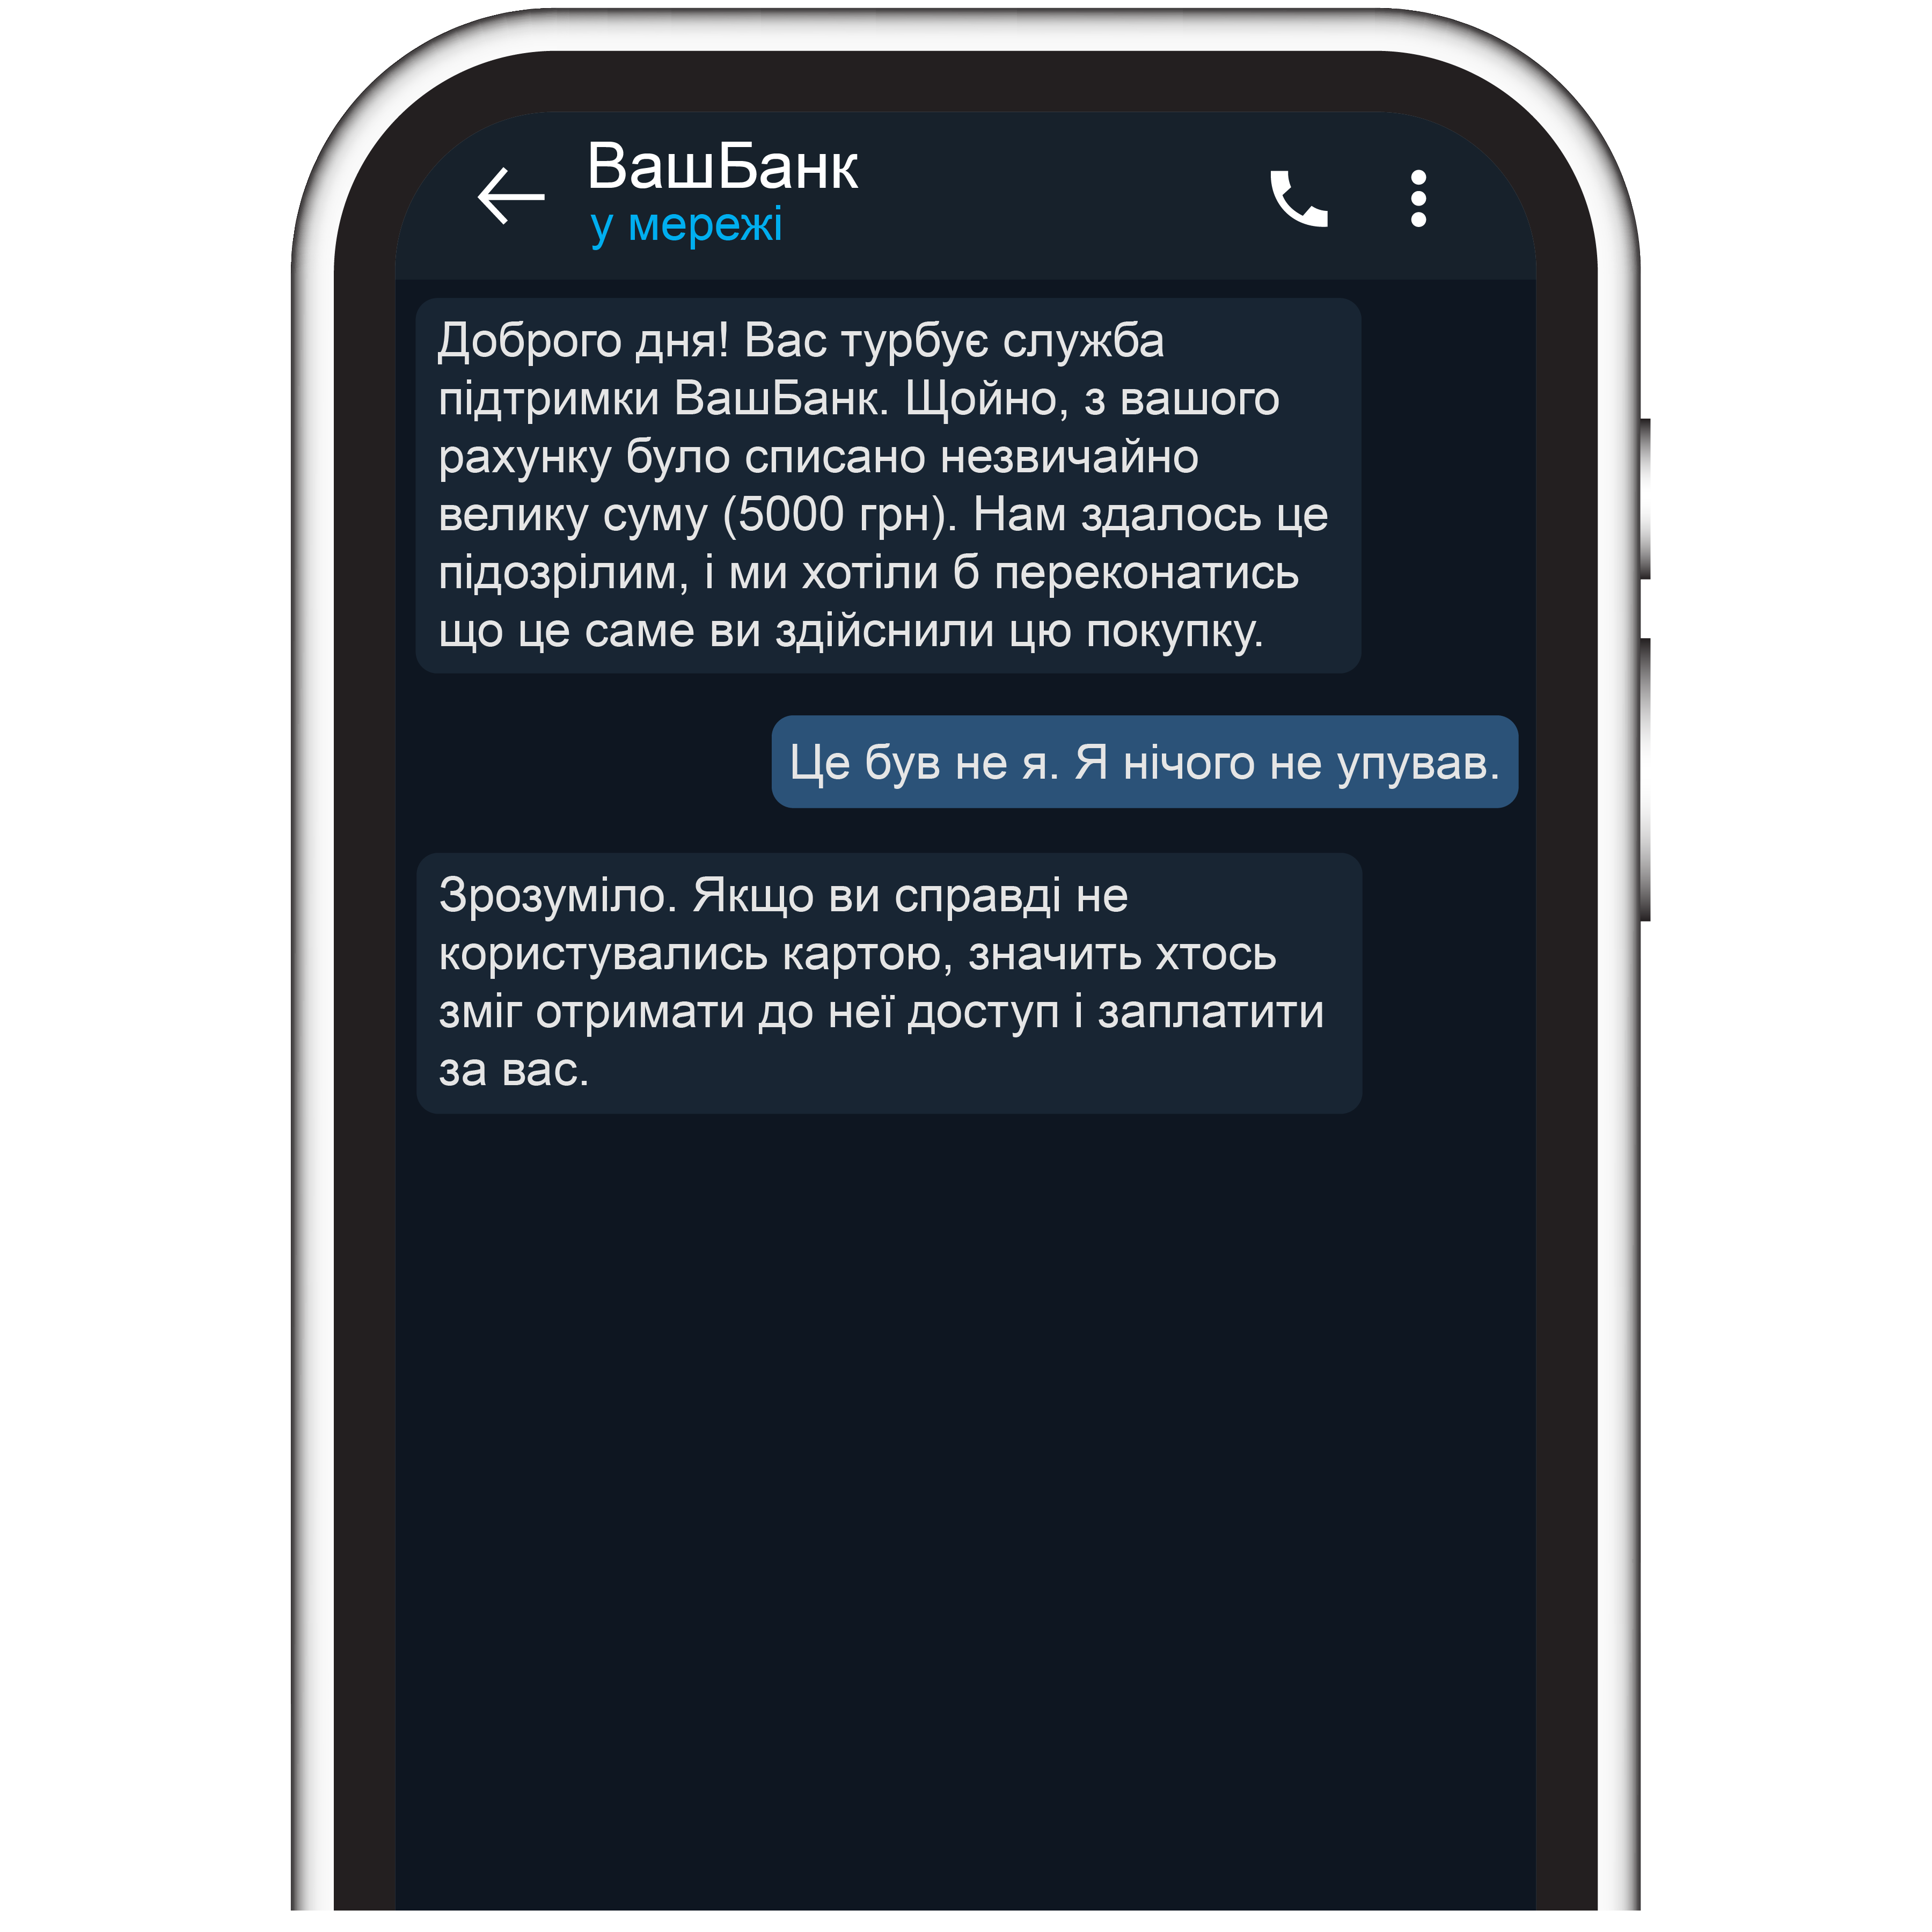 ВашБанк
у мережі
Доброго дня! Вас турбує служба
підтримки ВашБанк. Щойно, з вашого
рахунку було списано незвичайно
велику суму (5000 грн). Нам здалось це
підозрілим, і ми хотіли б переконатись
що це саме ви здійснили цю покупку.
Це був не я. Я нічого не упував.
Зрозуміло. Якщо ви справді не
користувались картою, значить хтось
зміг отримати до неї доступ і заплатити
за вас.